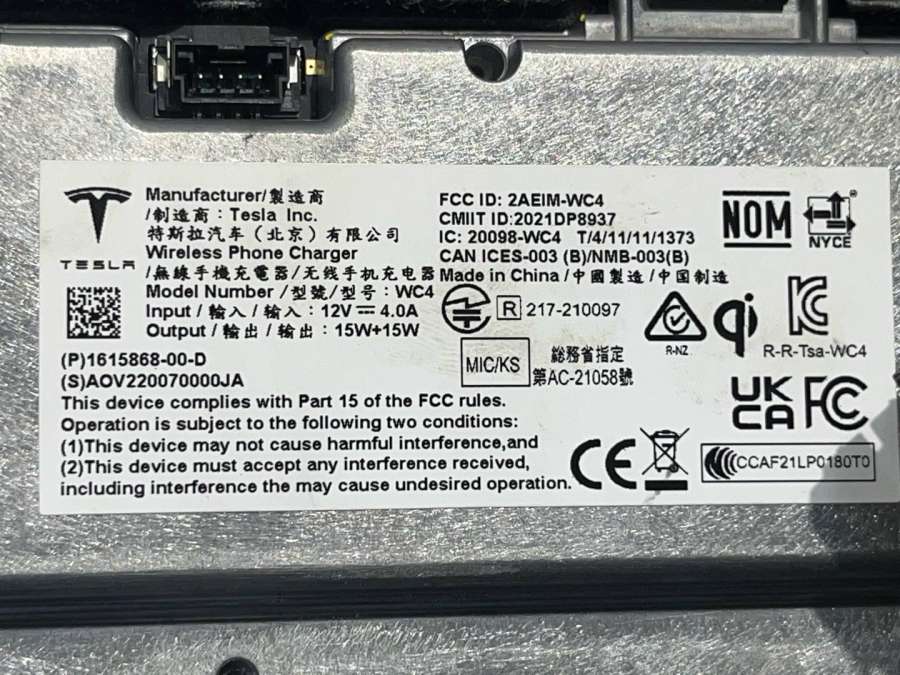 TESLA
Manufacturer/製造商
/制造商：Tesla Inc.
特斯拉汽车（北京）有限公司
Wireless Phone Charger
/無線手機充電器/无线手机充电器
Model Number /型號/型号：WC4
Input / 輸入 / 输入：12V ⎓ 4.0A
Output / 輸出 / 输出：15W+15W
(P)1615868-00-D
(S)AOV220070000JA
This device complies with Part 15 of the FCC rules.
Operation is subject to the following two conditions:
(1)This device may not cause harmful interference,and
(2)This device must accept any interference received,
including interference the may cause undesired operation.
FCC ID: 2AEIM-WC4
CMIIT ID:2021DP8937
IC: 20098-WC4 T/4/11/11/1373
CAN ICES-003 (B)/NMB-003(B)
Made in China / 中國製造 / 中国制造
R 217-210097
MIC/KS
総務省指定
第AC-21058號
NOM
NYCE
R-NZ
qi
KC
R-R-Tsa-WC4
UK
CA
FC
CE
CCAF21LP0180T0